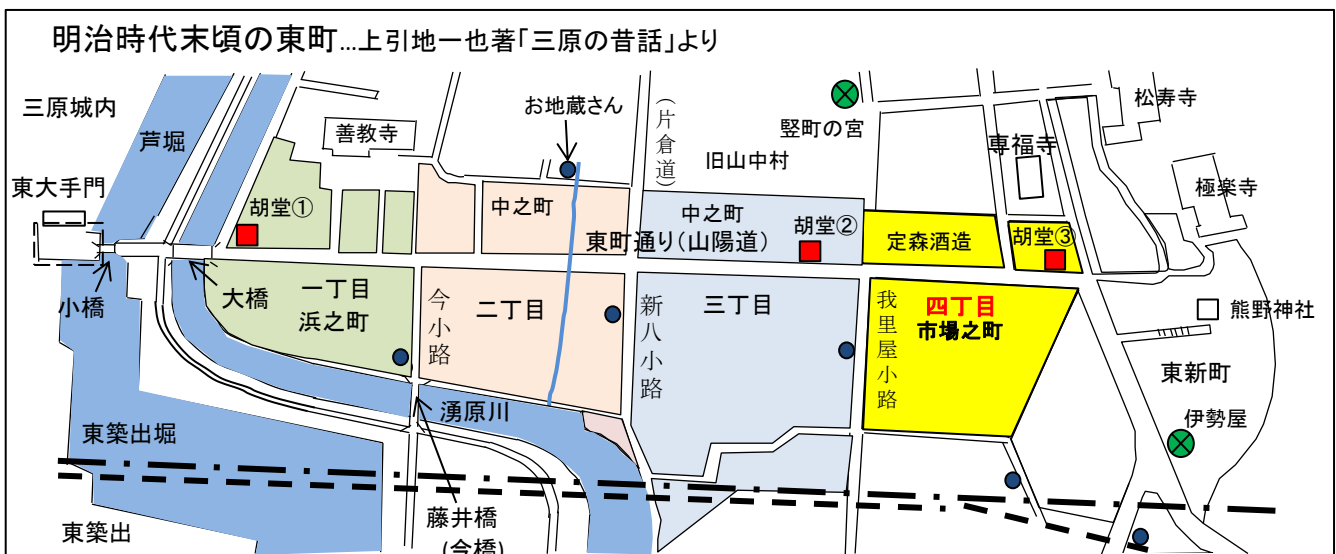 明治時代末頃の東町…上引地一也著「三原の昔話」より
三原城内
芦堀
善教寺
お地蔵さん
(片倉道)
竪町の宮
旧山中村
専福寺
松寿寺
極楽寺
東大手門
胡堂①
中之町
中之町
胡堂②
東町通り(山陽道)
定森酒造
胡堂③
小橋
大橋
一丁目
浜之町
今小路
二丁目
新八小路
三丁目
我里屋小路
四丁目
市場之町
熊野神社
東新町
伊勢屋
湧原川
東築出堀
東築出
藤井橋
(今橋)